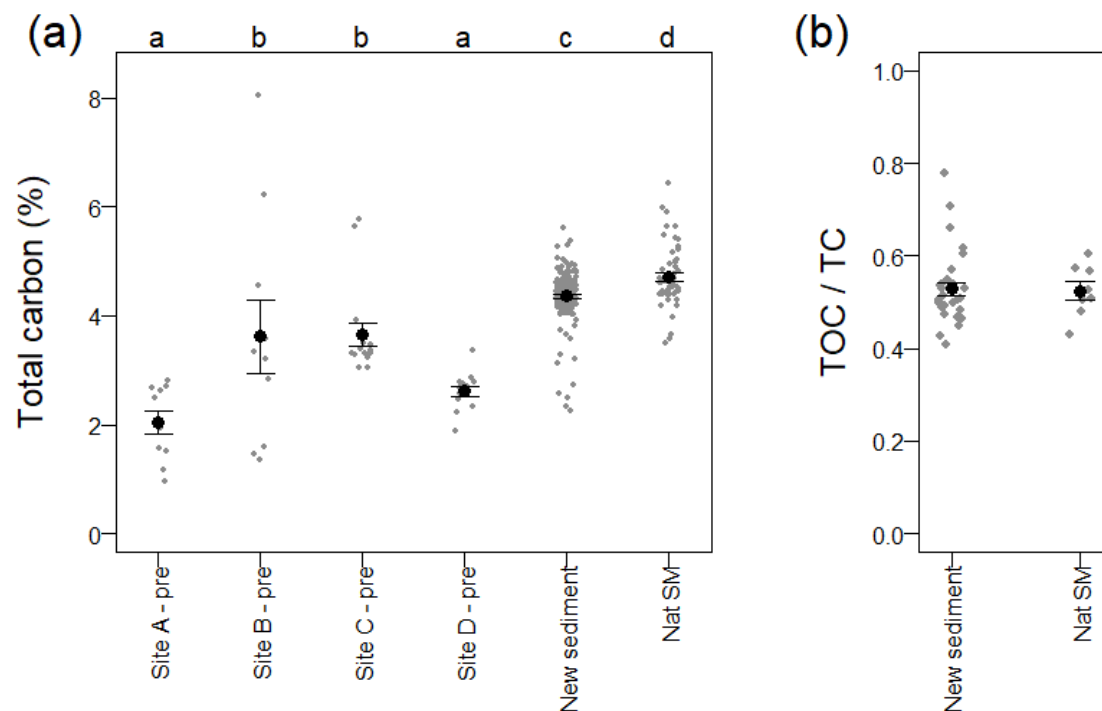 (a)
a b b a c d
Total carbon (%)
8
6
4
2
0
Site A - pre
Site B - pre
Site C - pre
Site D - pre
New sediment
Nat SM
(b)
TOC / TC
1.0
0.8
0.6
0.4
0.2
0.0
New sediment
Nat SM